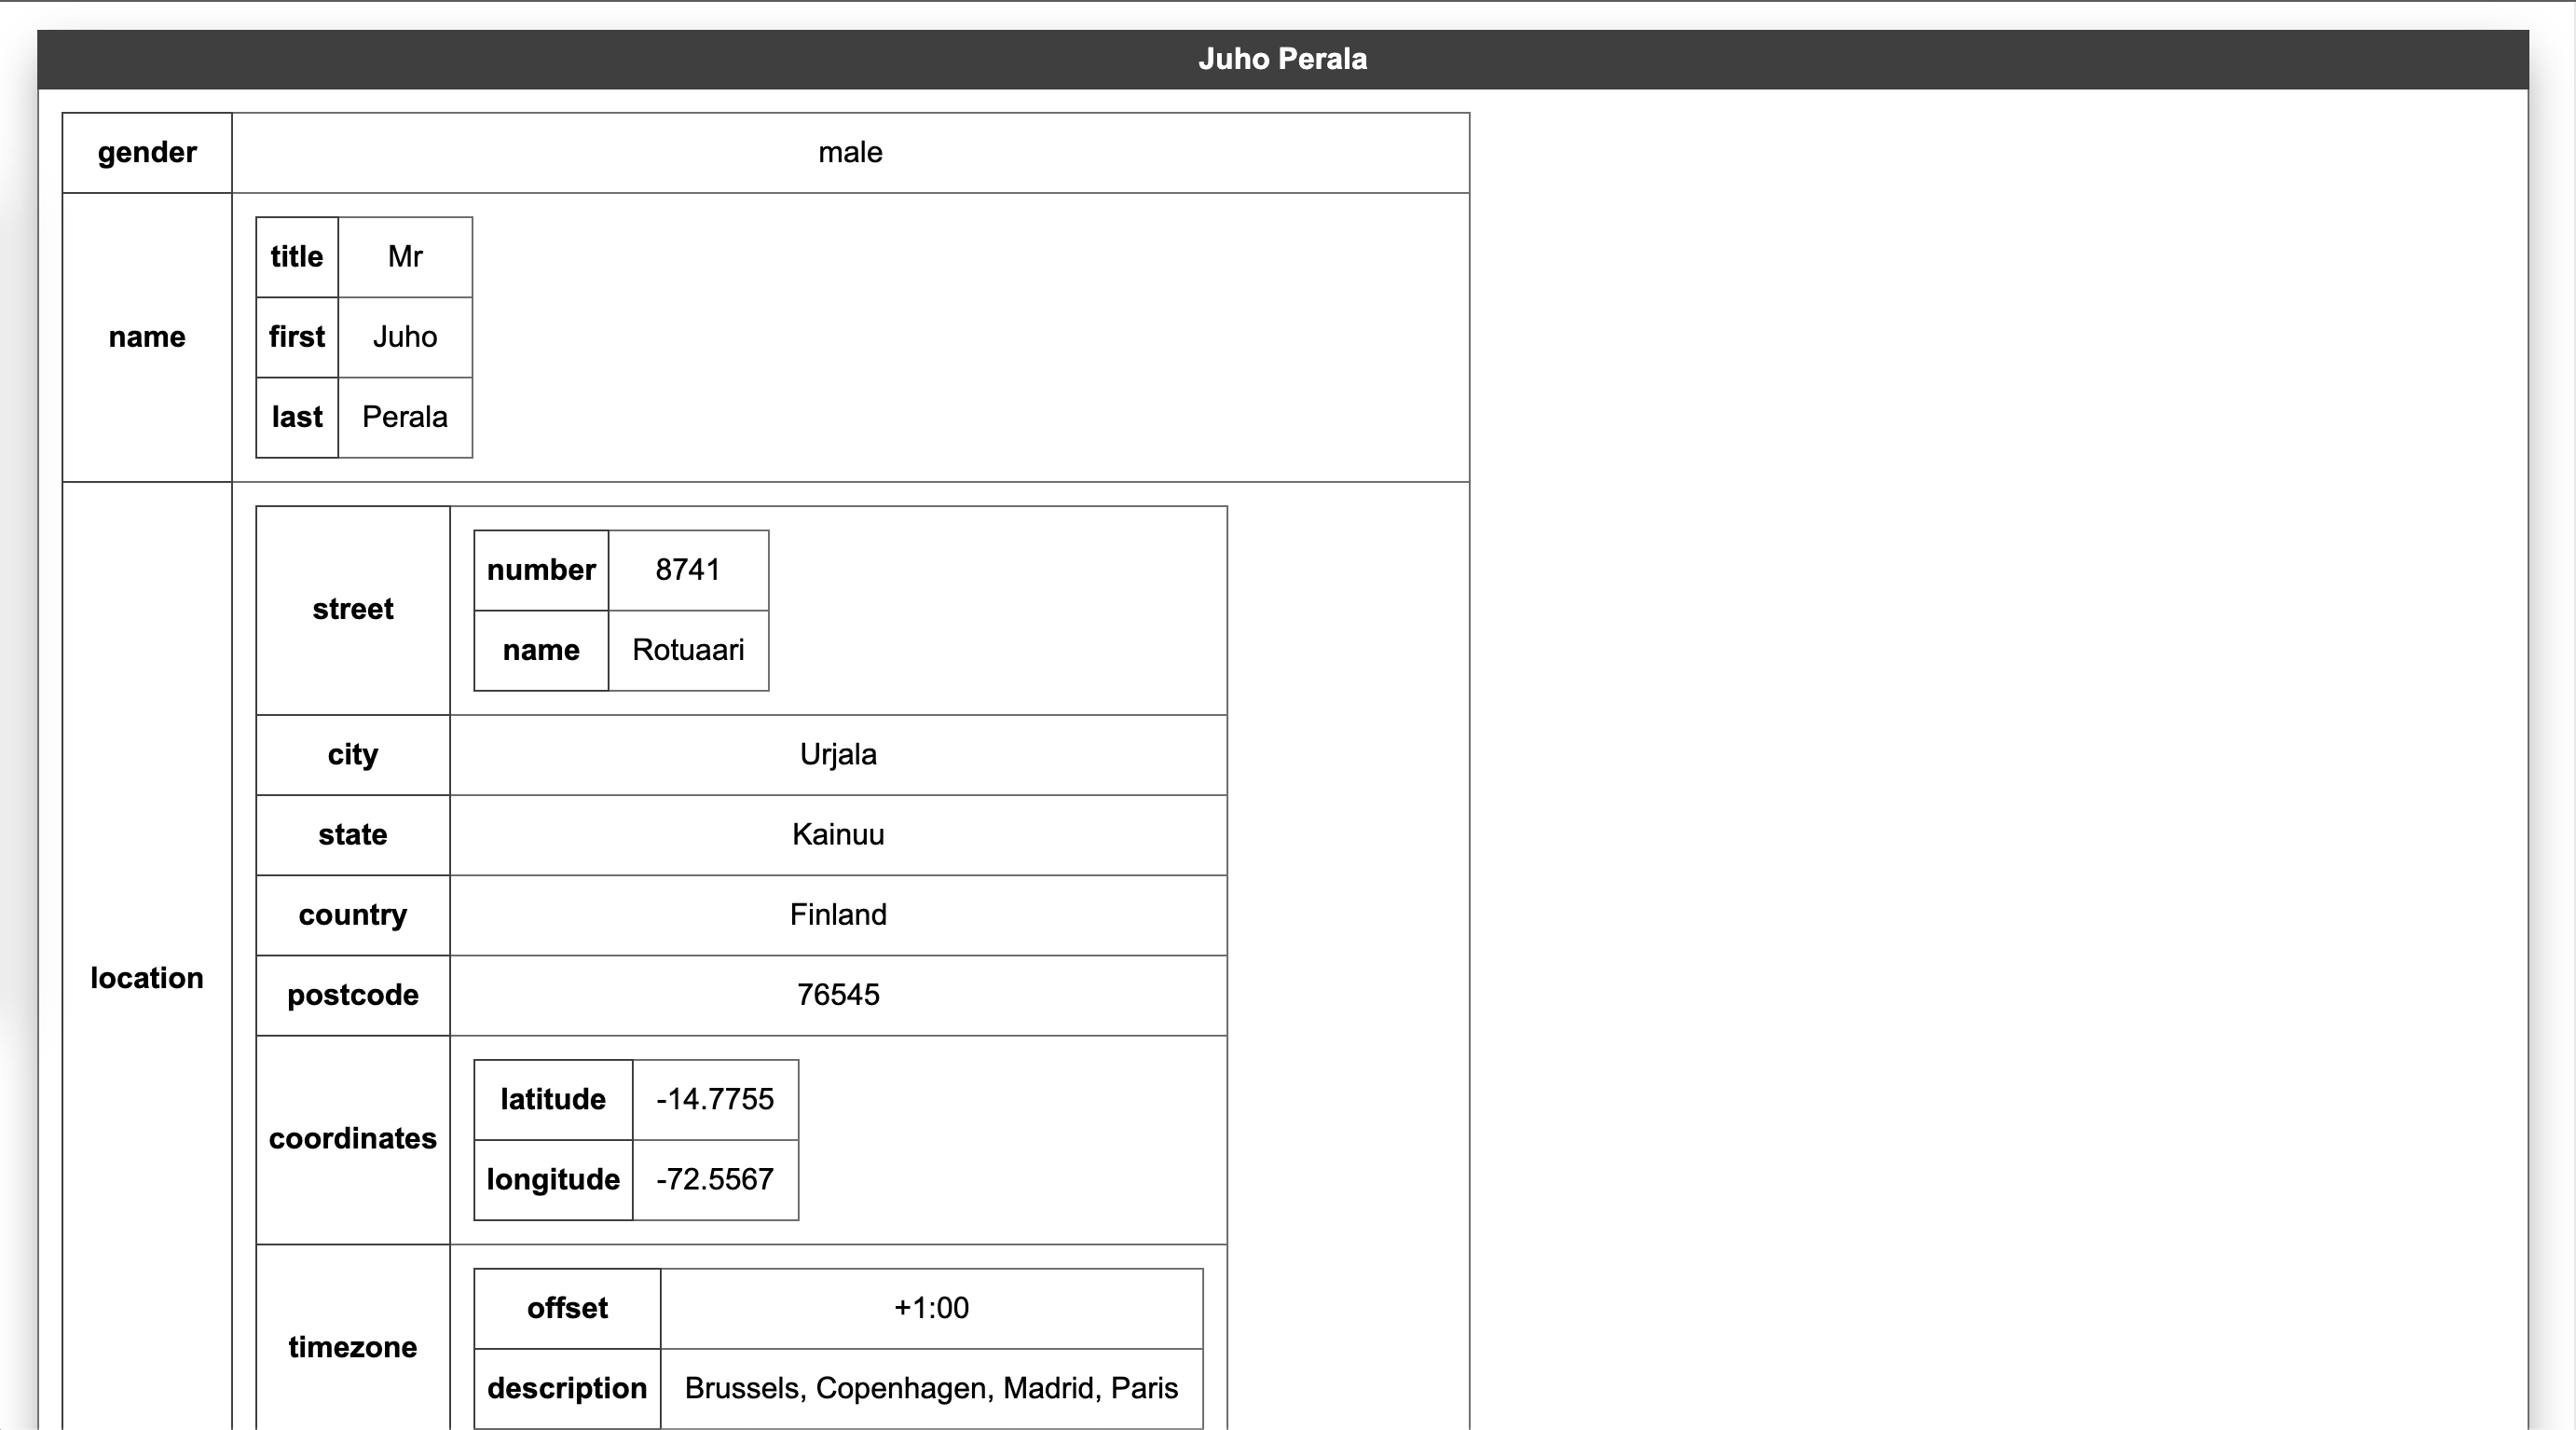 Juho Perala
gender male
name
title Mr
first Juho
last Perala
location
street
number 8741
name Rotuaari
city Urjala
state Kainuu
country Finland
postcode 76545
coordinates
latitude -14.7755
longitude -72.5567
timezone
offset +1:00
description Brussels, Copenhagen, Madrid, Paris